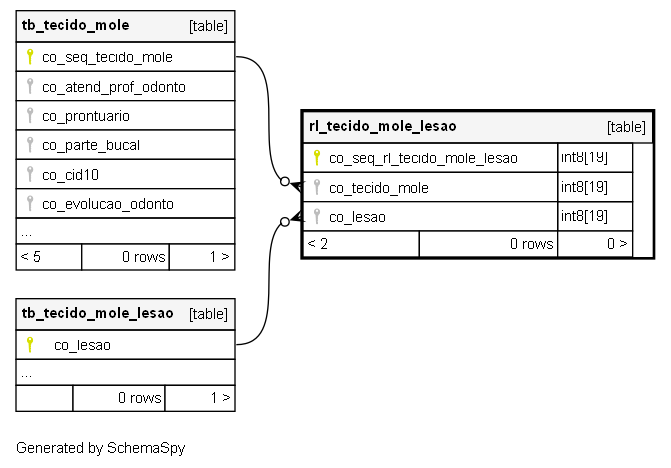 tb_tecido_mole [table]
co_seq_tecido_mole
co_atend_prof_odonto
co_prontuario
co_parte_bucal
co_cid10
co_evolucao_odonto
...
< 5 0 rows 1 >
rl_tecido_mole_lesao [table]
co_seq_rl_tecido_mole_lesao int8[19]
co_tecido_mole int8[19]
co_lesao int8[19]
< 2 0 rows 0 >
tb_tecido_mole_lesao [table]
co_lesao
...
0 rows 1 >
Generated by SchemaSpy